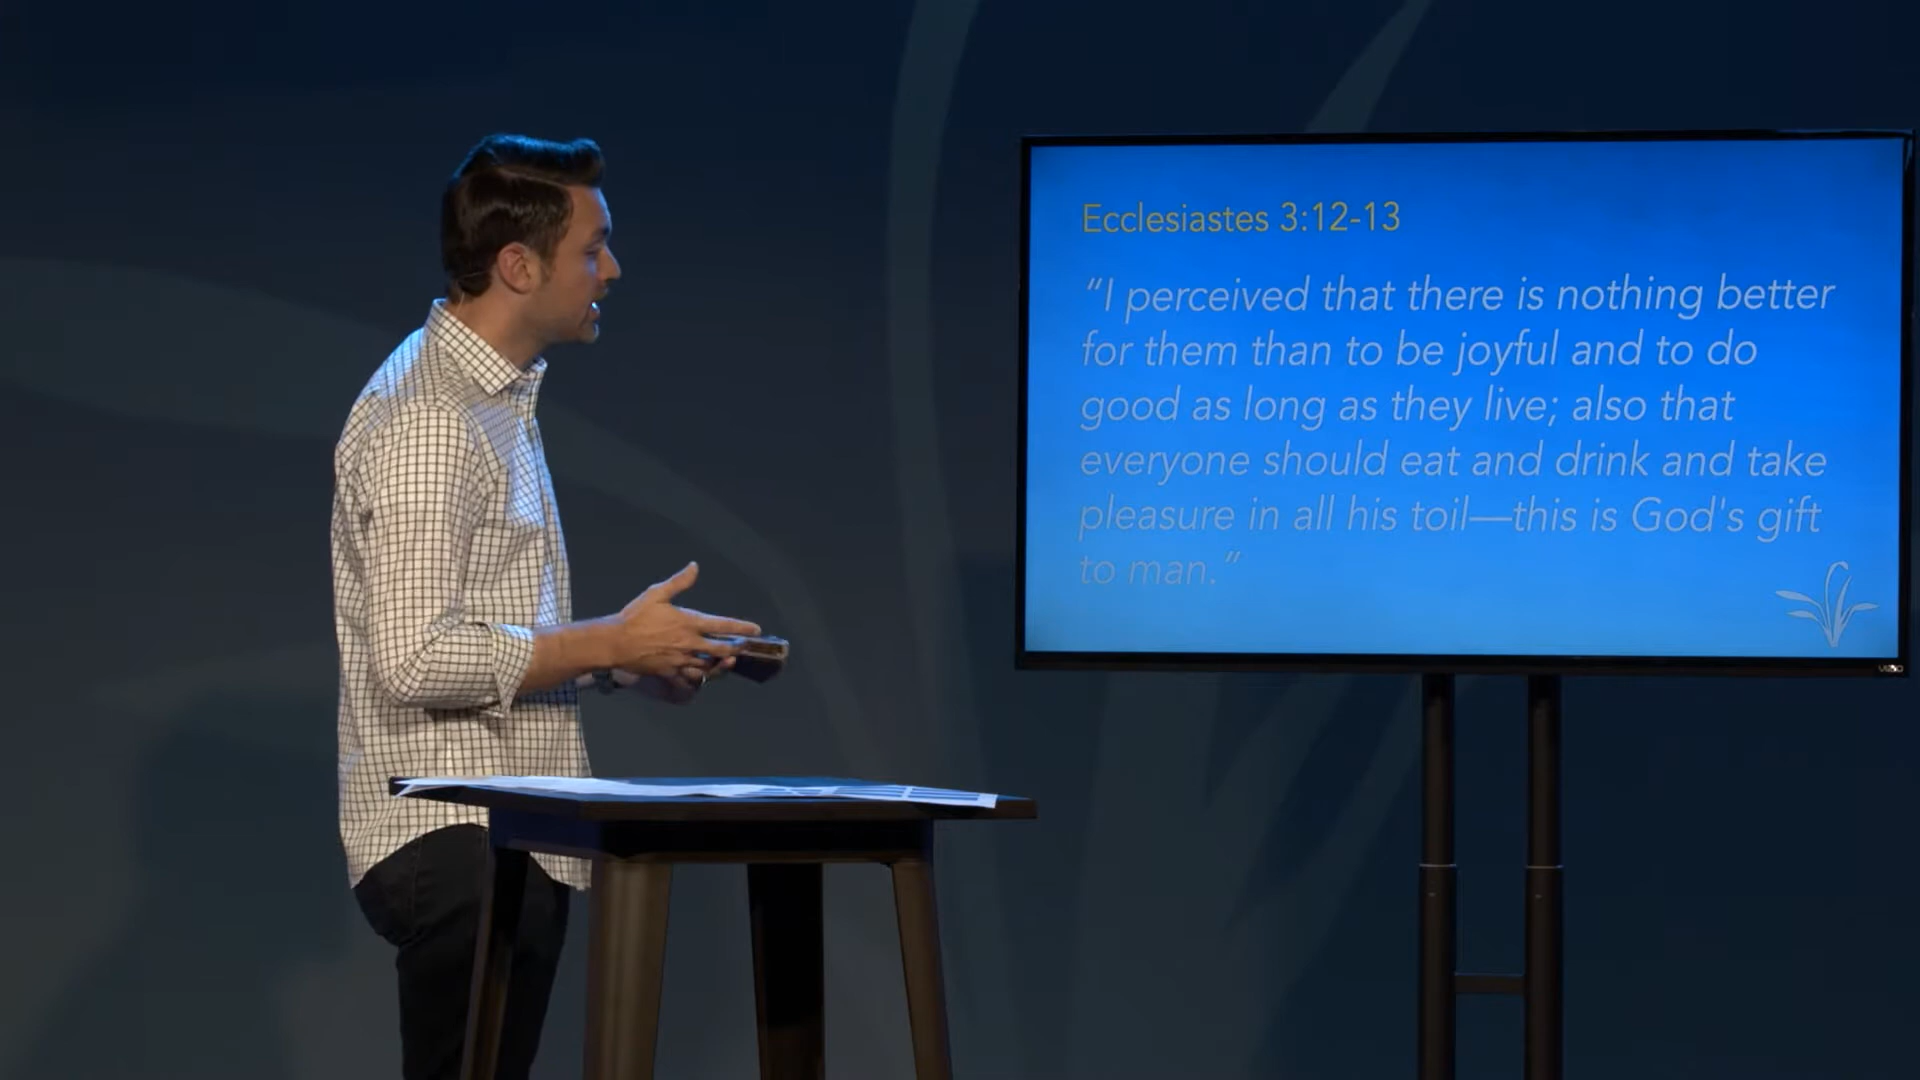 Ecclesiastes 3:12-13
“I perceived that there is nothing better
for them than to be joyful and to do
good as long as they live; also that
everyone should eat and drink and take
pleasure in all his toil—this is God's gift
to man.”
VIZIO